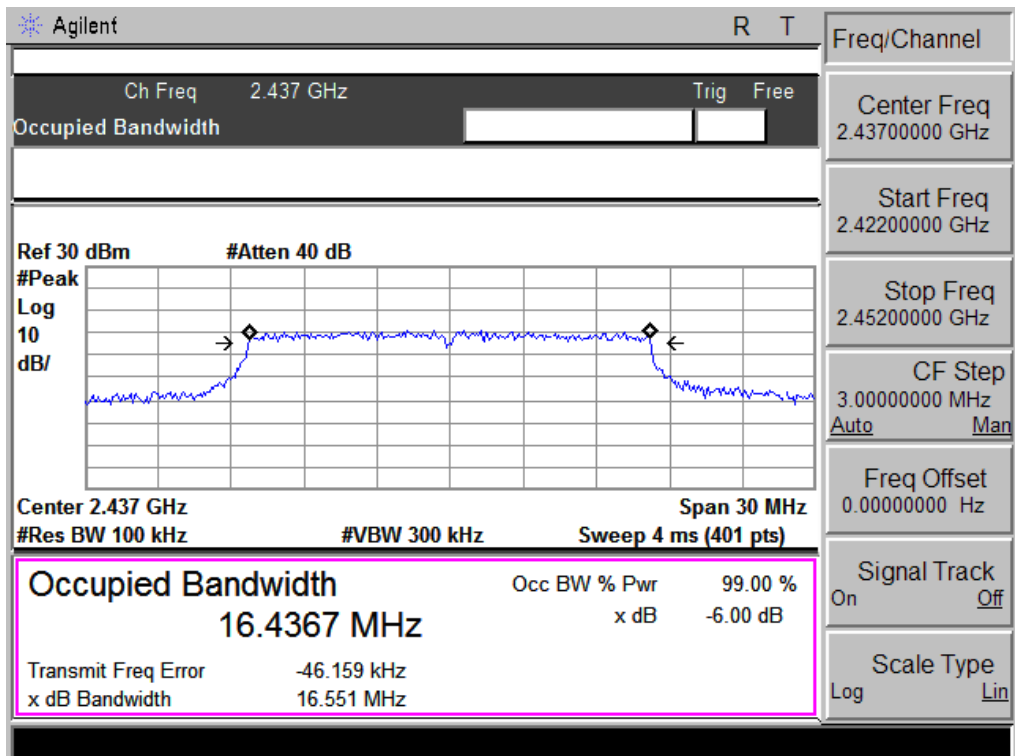 Agilent R T
Ch Freq 2.437 GHz Trig Free
Occupied Bandwidth
Ref 30 dBm #Atten 40 dB
#Peak
Log
10
dB/
Center 2.437 GHz Span 30 MHz
#Res BW 100 kHz #VBW 300 kHz Sweep 4 ms (401 pts)
Occupied Bandwidth Occ BW % Pwr 99.00 %
16.4367 MHz x dB -6.00 dB
Transmit Freq Error -46.159 kHz
x dB Bandwidth 16.551 MHz
Freq/Channel
Center Freq
2.43700000 GHz
Start Freq
2.42200000 GHz
Stop Freq
2.45200000 GHz
CF Step
3.00000000 MHz
Auto Man
Freq Offset
0.00000000 Hz
Signal Track
On Off
Scale Type
Log Lin